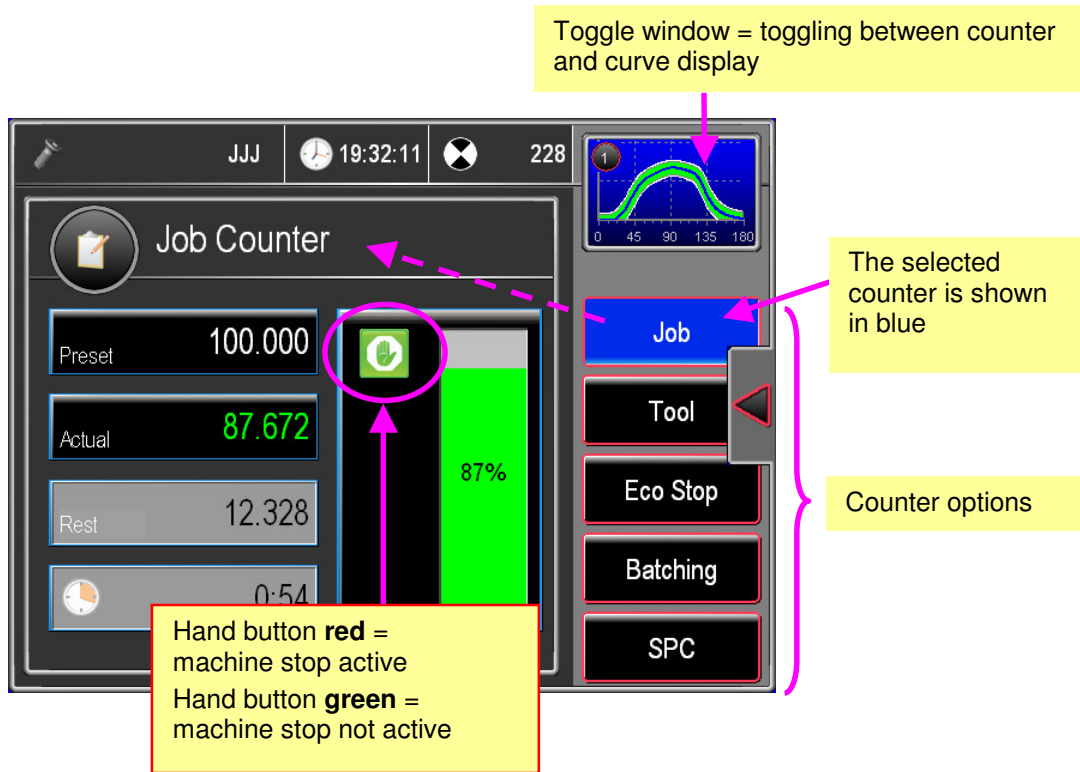 Toggle window = toggling between counter
and curve display
JJJ
19:32:11
228
1
0 45 90 135 180
Job Counter
The selected
counter is shown
in blue
Preset 100.000
Job
Actual 87.672
Tool
87%
Rest 12.328
Eco Stop
Counter options
0:54
Batching
SPC
Hand button red =
machine stop active
Hand button green =
machine stop not active